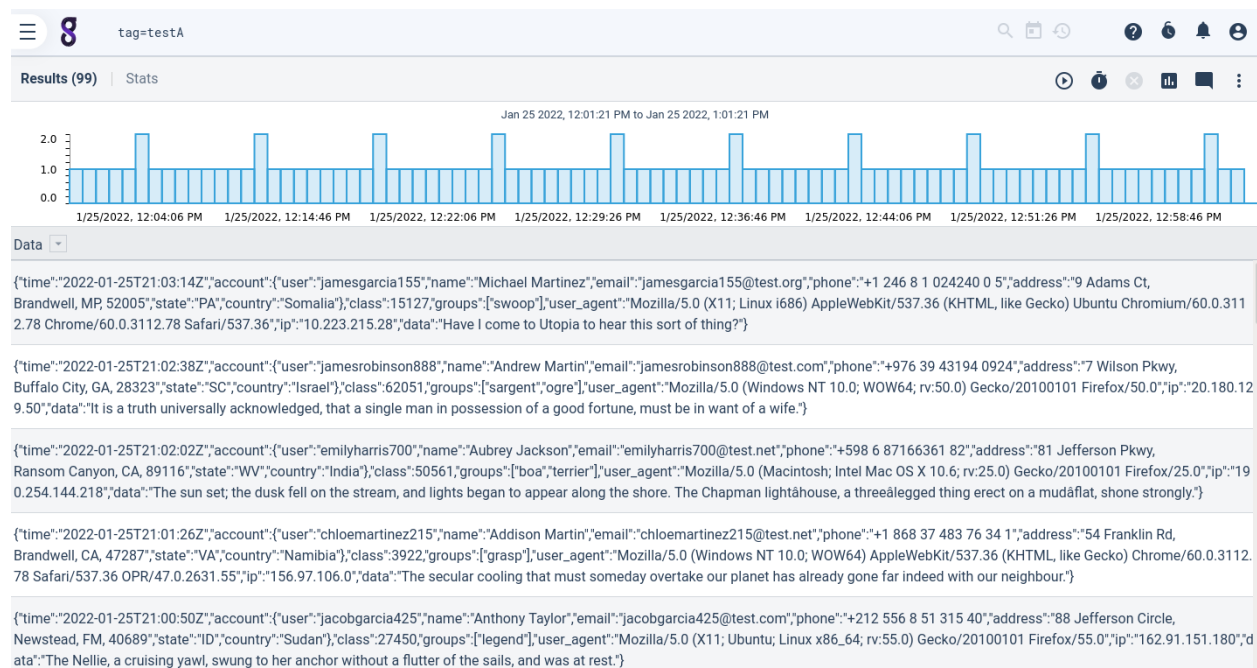 tag=testA
Results (99) | Stats
Jan 25 2022, 12:01:21 PM to Jan 25 2022, 1:01:21 PM
2.0
1.0
0.0
1/25/2022, 12:04:06 PM 1/25/2022, 12:14:46 PM 1/25/2022, 12:22:06 PM 1/25/2022, 12:29:26 PM 1/25/2022, 12:36:46 PM 1/25/2022, 12:44:06 PM 1/25/2022, 12:51:26 PM 1/25/2022, 12:58:46 PM
Data
{"time":"2022-01-25T21:03:14Z","account":{"user":"jamesgarcia155","name":"Michael Martinez","email":"jamesgarcia155@test.org","phone":"+1 246 8 1 024240 0 5","address":"9 Adams Ct,
Brandwell, MP, 52005","state":"PA","country":"Somalia"},"class":15127,"groups":["swoop"],"user_agent":"Mozilla/5.0 (X11; Linux i686) AppleWebKit/537.36 (KHTML, like Gecko) Ubuntu Chromium/60.0.311
2.78 Chrome/60.0.3112.78 Safari/537.36","ip":"10.223.215.28","data":"Have I come to Utopia to hear this sort of thing?"}
{"time":"2022-01-25T21:02:38Z","account":{"user":"jamesrobinson888","name":"Andrew Martin","email":"jamesrobinson888@test.com","phone":"+976 39 43194 0924","address":"7 Wilson Pkwy,
Buffalo City, GA, 28323","state":"SC","country":"Israel"},"class":62051,"groups":["sargent","ogre"],"user_agent":"Mozilla/5.0 (Windows NT 10.0; WOW64; rv:50.0) Gecko/20100101 Firefox/50.0","ip":"20.180.12
9.50","data":"It is a truth universally acknowledged, that a single man in possession of a good fortune, must be in want of a wife."}
{"time":"2022-01-25T21:02:02Z","account":{"user":"emilyharris700","name":"Aubrey Jackson","email":"emilyharris700@test.net","phone":"+598 6 87166361 82","address":"81 Jefferson Pkwy,
Ransom Canyon, CA, 89116","state":"WV","country":"India"},"class":50561,"groups":["boa","terrier"],"user_agent":"Mozilla/5.0 (Macintosh; Intel Mac OS X 10.6; rv:25.0) Gecko/20100101 Firefox/25.0","ip":"19
0.254.144.218","data":"The sun set; the dusk fell on the stream, and lights began to appear along the shore. The Chapman lightâhouse, a threeâlegged thing erect on a mudâflat, shone strongly."}
{"time":"2022-01-25T21:01:26Z","account":{"user":"chloemartinez215","name":"Addison Martin","email":"chloemartinez215@test.net","phone":"+1 868 37 483 76 34 1","address":"54 Franklin Rd,
Brandwell, CA, 47287","state":"VA","country":"Namibia"},"class":3922,"groups":["grasp"],"user_agent":"Mozilla/5.0 (Windows NT 10.0; WOW64) AppleWebKit/537.36 (KHTML, like Gecko) Chrome/60.0.3112.
78 Safari/537.36 OPR/47.0.2631.55","ip":"156.97.106.0","data":"The secular cooling that must someday overtake our planet has already gone far indeed with our neighbour."}
{"time":"2022-01-25T21:00:50Z","account":{"user":"jacobgarcia425","name":"Anthony Taylor","email":"jacobgarcia425@test.com","phone":"+212 556 8 51 315 40","address":"88 Jefferson Circle,
Newstead, FM, 40689","state":"ID","country":"Sudan"},"class":27450,"groups":["legend"],"user_agent":"Mozilla/5.0 (X11; Ubuntu; Linux x86_64; rv:55.0) Gecko/20100101 Firefox/55.0","ip":"162.91.151.180","d
ata":"The Nellie, a cruising yawl, swung to her anchor without a flutter of the sails, and was at rest."}